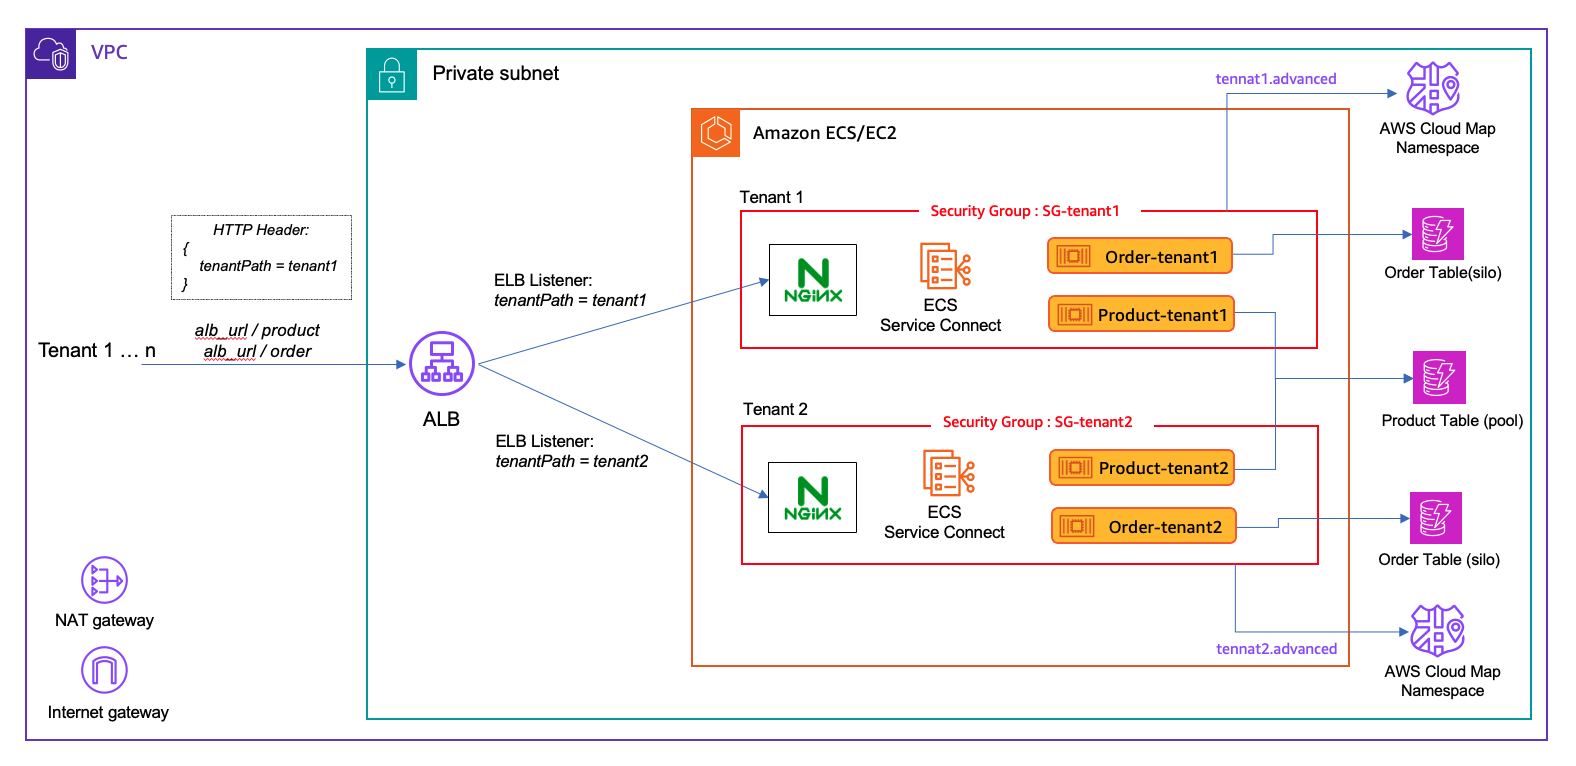 VPC
Private subnet
tennat1.advanced
AWS Cloud Map
Namespace
Amazon ECS/EC2
Tenant 1
Security Group : SG-tenant1
HTTP Header:
{
tenantPath = tenant1
}
NGINX
ECS
Service Connect
Order-tenant1
Product-tenant1
Order Table(silo)
ELB Listener:
tenantPath = tenant1
alb_url / product
alb_url / order
Tenant 1 ... n
ALB
Product Table (pool)
Tenant 2
Security Group : SG-tenant2
ELB Listener:
tenantPath = tenant2
NGINX
ECS
Service Connect
Product-tenant2
Order-tenant2
Order Table (silo)
NAT gateway
Internet gateway
tennat2.advanced
AWS Cloud Map
Namespace